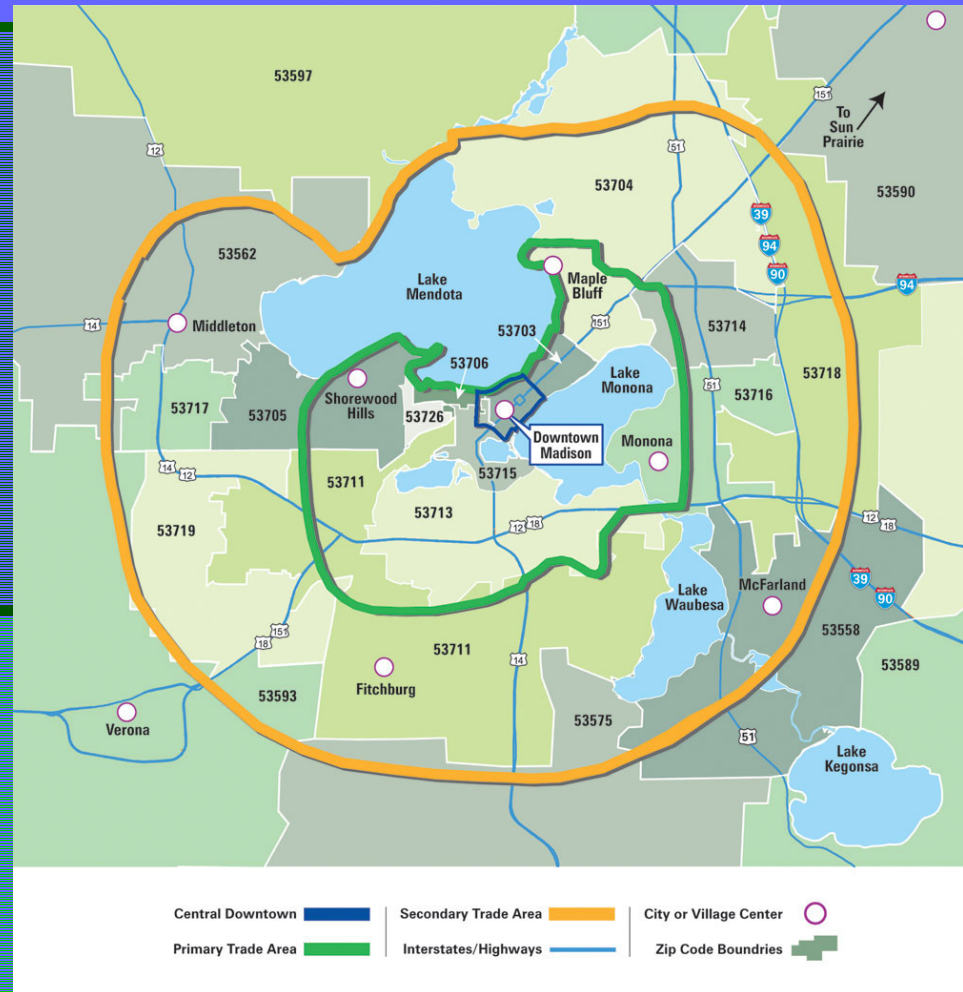 53597
151
To
Sun
Prairie
12
51
53704
53590
39
94
90
53562
Lake
Mendota
Maple
Bluff
94
14
Middleton
53703
151
53714
53706
Lake
Monona
51
53718
53717
53705
Shorewood
Hills
53726
53716
Downtown
Madison
Monona
14
12
53711
53715
53713
12
18
12
18
53719
Lake
Waubesa
McFarland
39
90
151
18
53711
14
53558
53589
Fitchburg
53593
Verona
53575
51
Lake
Kegonsa
Central Downtown
Secondary Trade Area
City or Village Center
Primary Trade Area
Interstates/Highways
Zip Code Boundries